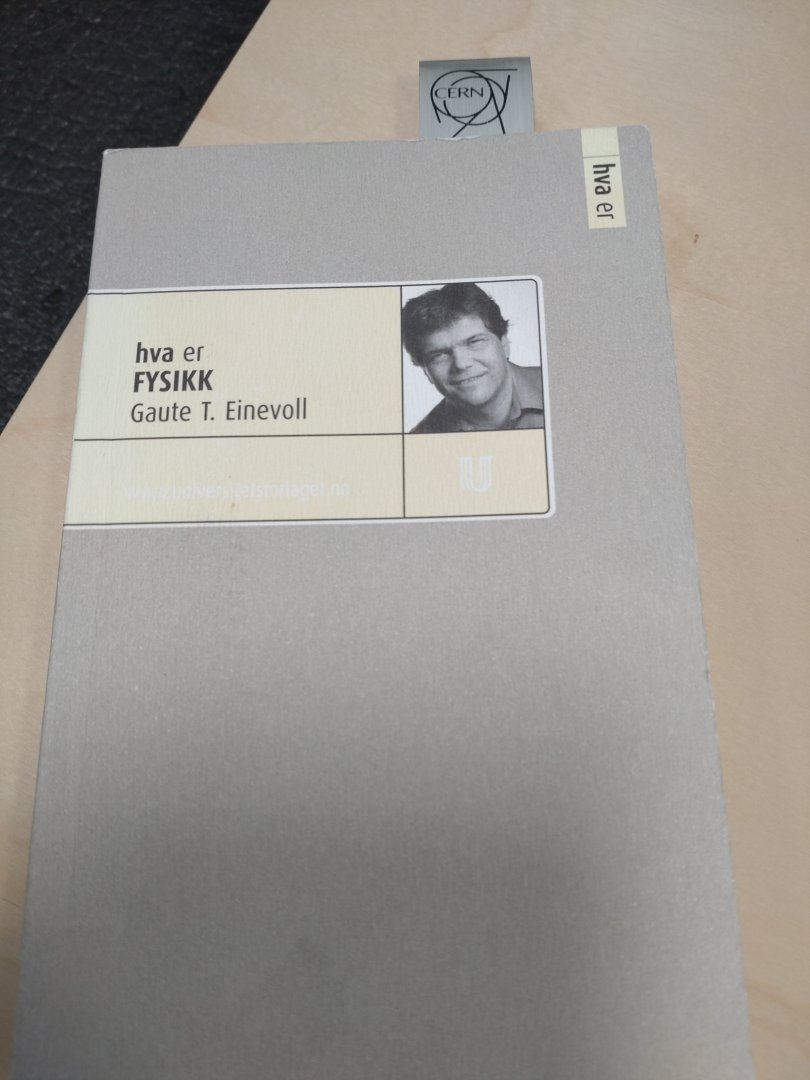 CERN
hva er
hva er
FYSIKK
Gaute T. Einevoll
www.universitetsforlaget.no
U